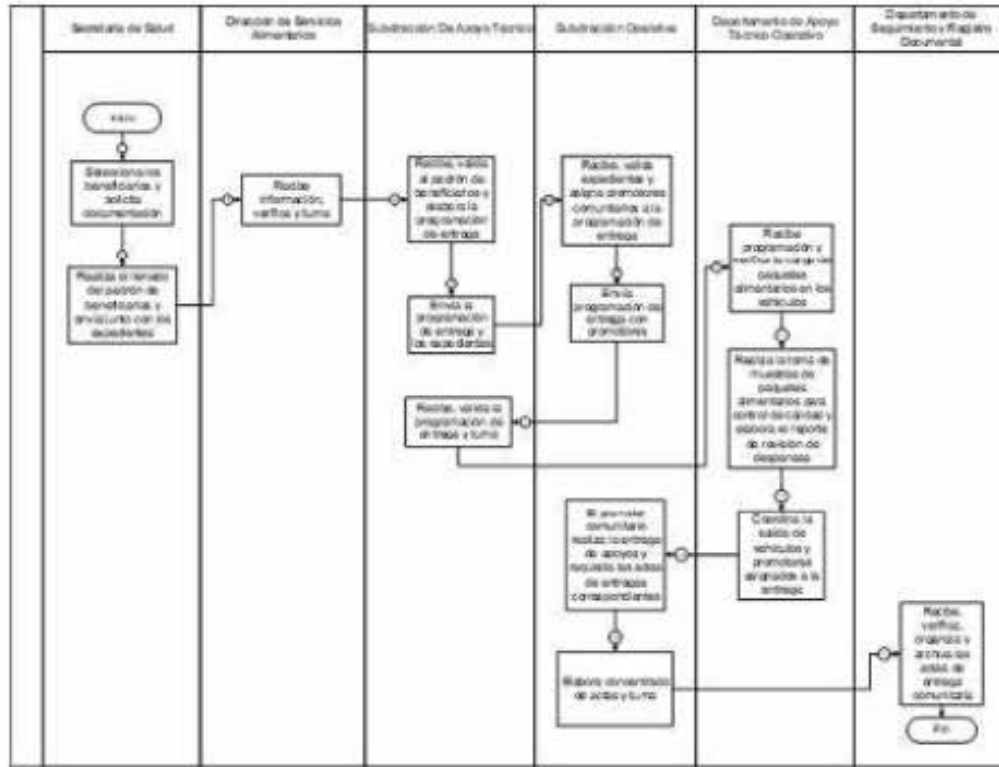 Secretaría de Salud
Dirección de Servicios
Alimentarios
Subdirección De Apoyo Técnico
Subdirección Operativa
Departamento de Apoyo
Técnico Operativo
Departamento de
Seguimiento y Registro
Documental
Inicio
Selecciona los
beneficiarios y
solicita
documentación
Realiza el llenado
del padrón de
beneficiarios y
envía junto con los
expedientes
Recibe
información,
verifica y turna
Recibe, valida
el padrón de
beneficiarios y
elabora la
programación
de entrega
Envía la
programación
de entrega y
los expedientes
Recibe, valida
expedientes y
asigna promotores
comunitarios a la
programación de
entrega
Envía
programación de
entrega con
promotores
Recibe, valida la
programación de
entrega y turna
Recibe
programación y
verifica la carga de
paquetes
alimentarios en los
vehículos
Realiza la toma de
muestras de
paquetes
alimentarios para
control de calidad y
elabora el reporte
de revisión de
despensas
Coordina la
salida de
vehículos y
promotores
asignados a la
entrega
El promotor
comunitario
realiza la entrega
de apoyos y
requisita las actas
de entregas
correspondientes
Elabora concentrado
de actas y turna
Recibe,
verifica,
organiza y
archiva las
actas de
entrega
comunitaria
Fin